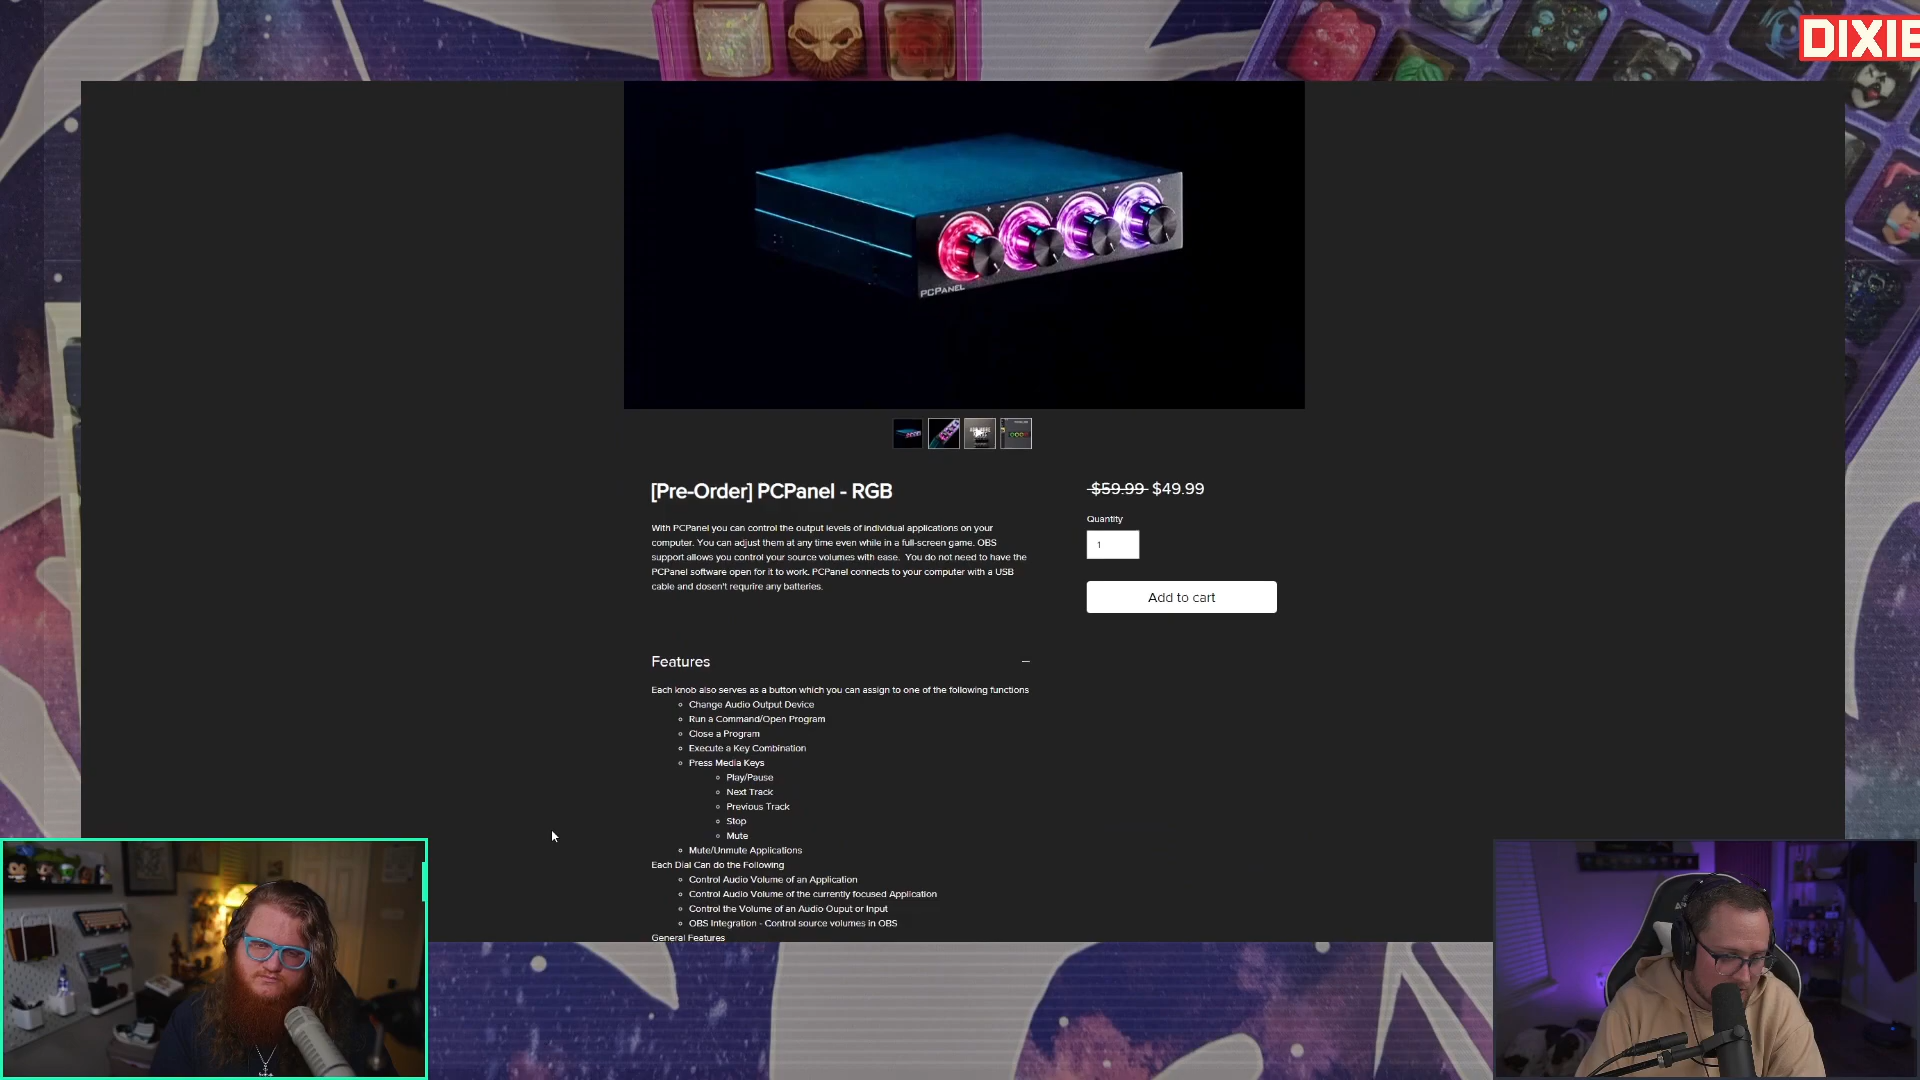 DIXIE
PCPANEL
[Pre-Order] PCPanel - RGB
With PCPanel you can control the output levels of individual applications on your
computer. You can adjust them at any time even while in a full-screen game. OBS
support allows you control your source volumes with ease. You do not need to have the
PCPanel software open for it to work. PCPanel connects to your computer with a USB
cable and dosen't requrire any batteries.
$59.99 $49.99
Quantity
1
Add to cart
Features
Each knob also serves as a button which you can assign to one of the following functions
Change Audio Output Device
Run a Command/Open Program
Close a Program
Execute a Key Combination
Press Media Keys
Play/Pause
Next Track
Previous Track
Stop
Mute
Mute/Unmute Applications
Each Dial Can do the Following
Control Audio Volume of an Application
Control Audio Volume of the currently focused Application
Control the Volume of an Audio Ouput or Input
OBS Integration - Control source volumes in OBS
General Features